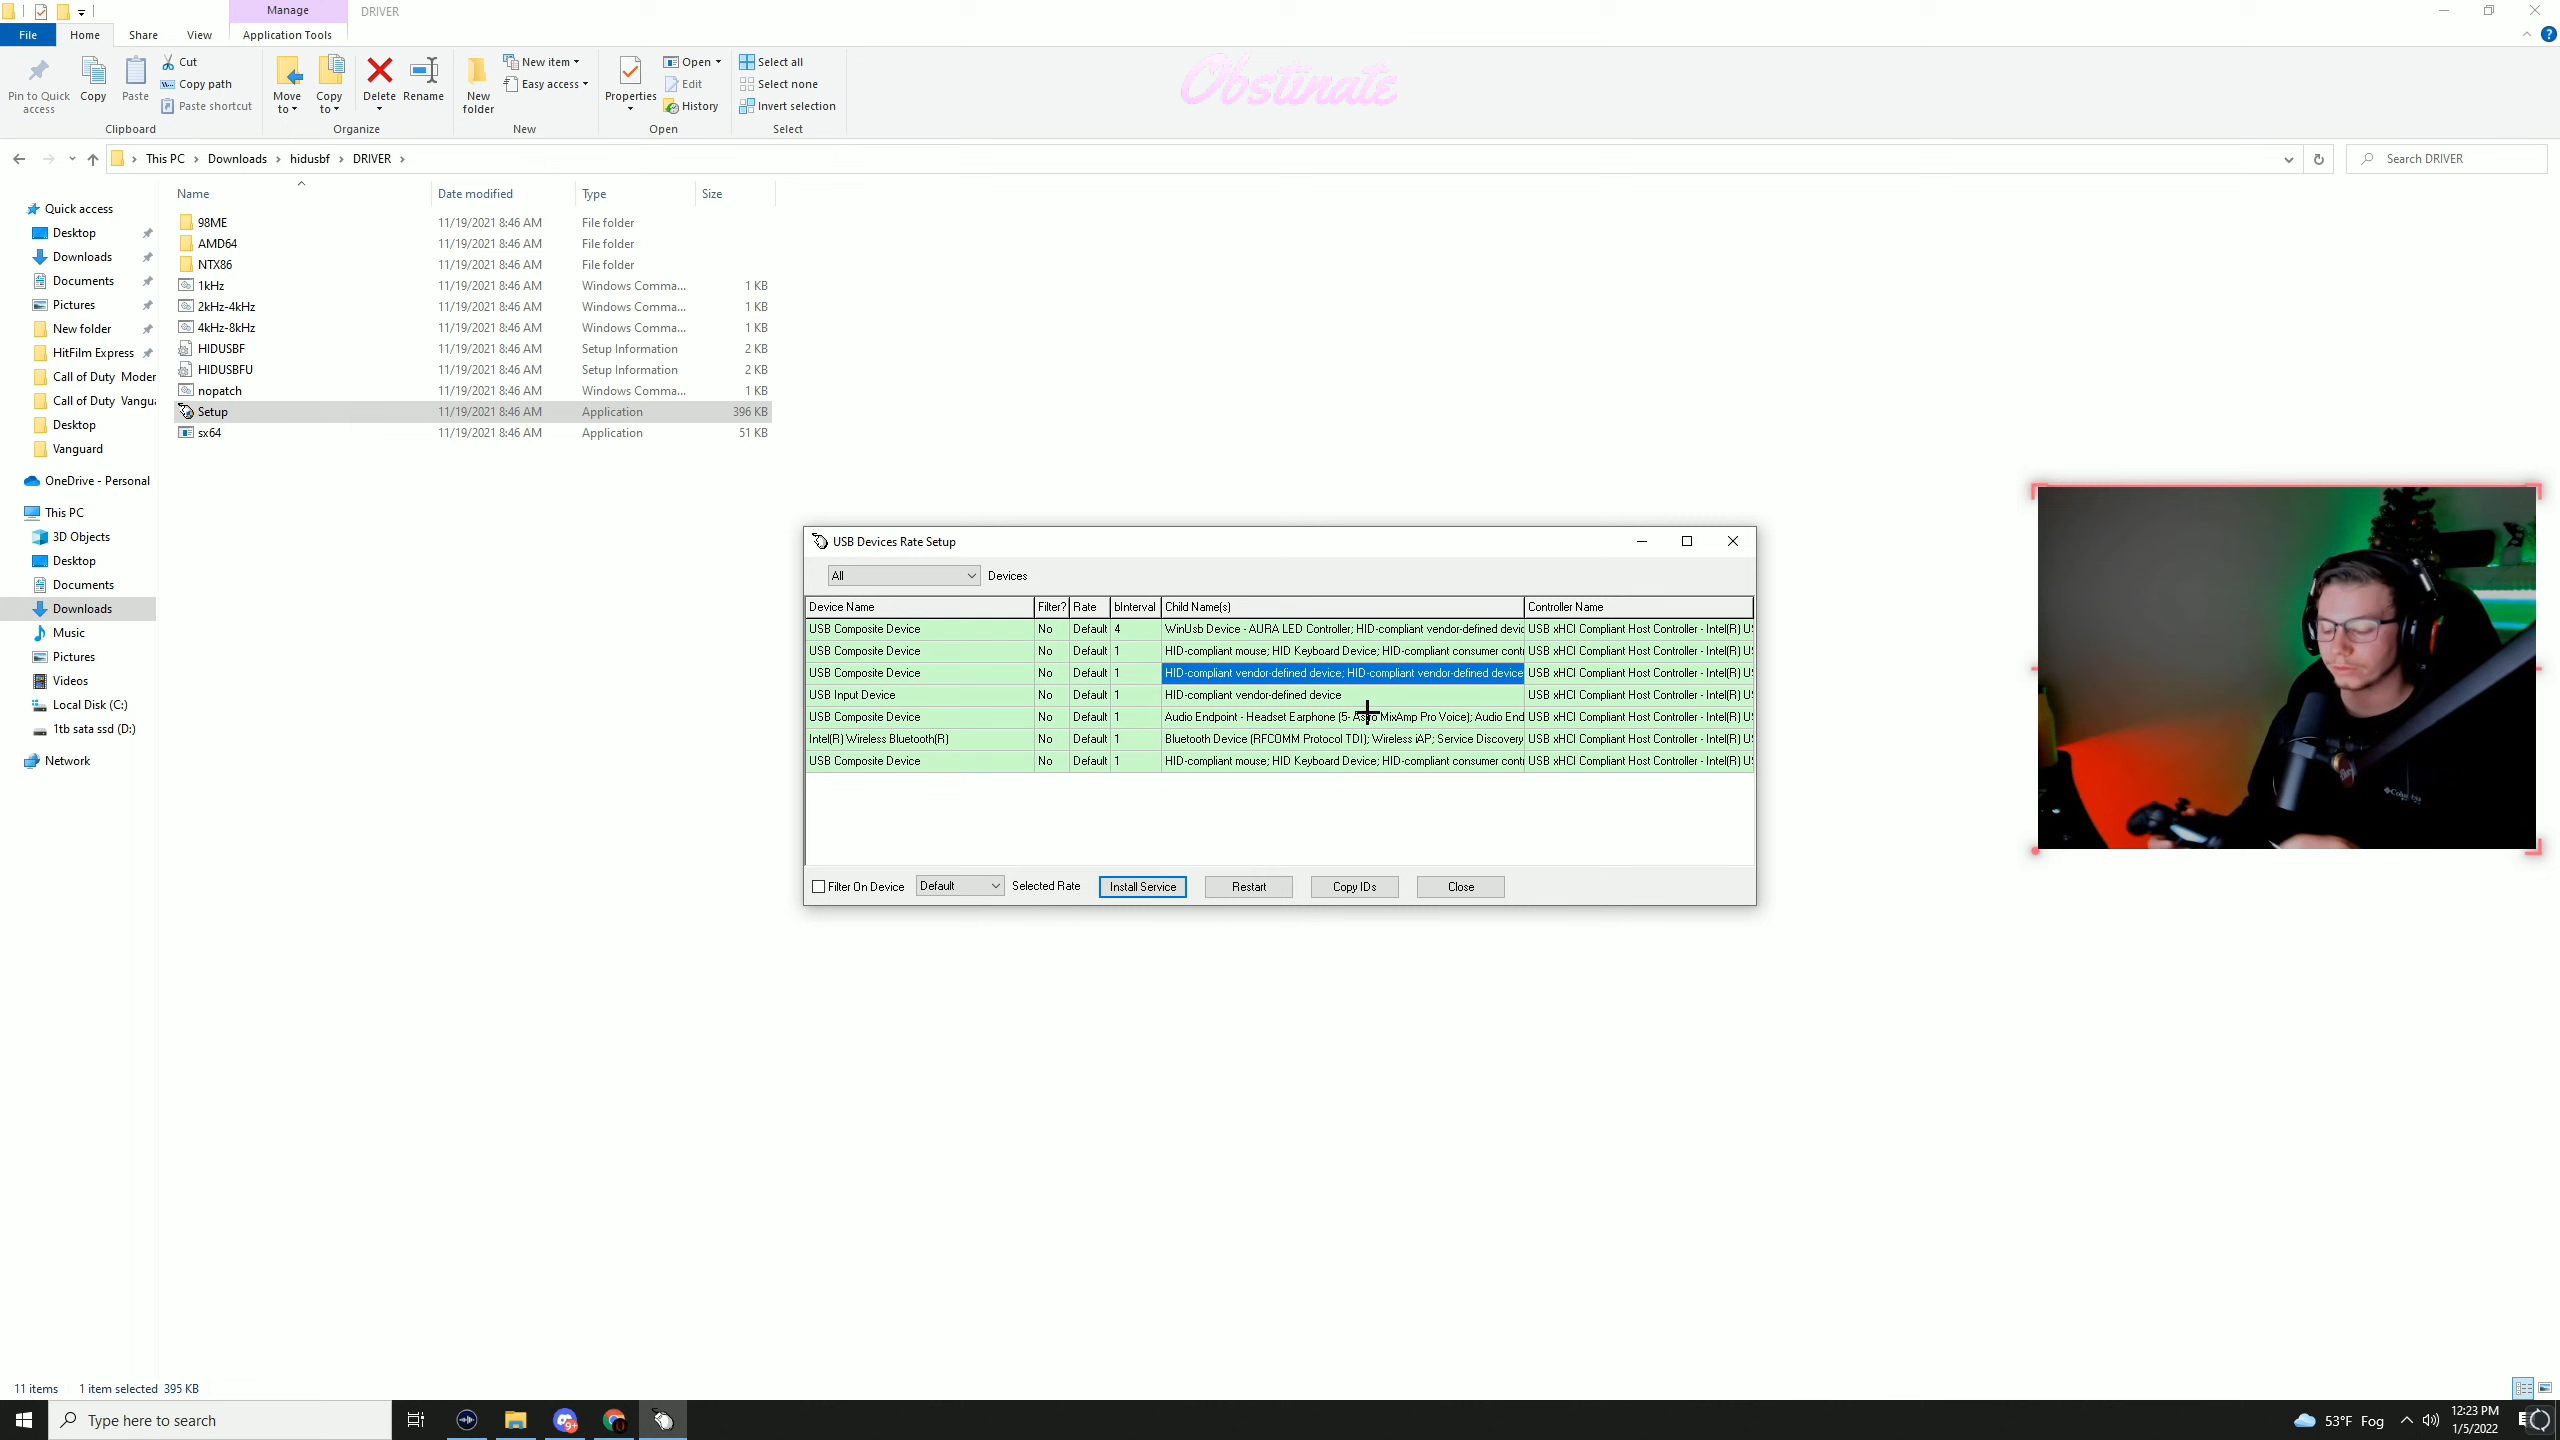 Manage
DRIVER
File
Home
Share
View
Application Tools
Pin to Quick access
Copy
Paste
Cut
Copy path
Paste shortcut
Clipboard
Move to
Copy to
Delete
Rename
Organize
New folder
New item
Easy access
New
Properties
Open
Edit
History
Open
Select all
Select none
Invert selection
Select
Obstinate
This PC
Downloads
hidusbf
DRIVER
Search DRIVER
Name
Date modified
Type
Size
98ME 11/19/2021 8:46 AM File folder
AMD64 11/19/2021 8:46 AM File folder
NTX86 11/19/2021 8:46 AM File folder
1kHz 11/19/2021 8:46 AM Windows Comma... 1 KB
2kHz-4kHz 11/19/2021 8:46 AM Windows Comma... 1 KB
4kHz-8kHz 11/19/2021 8:46 AM Windows Comma... 1 KB
HIDUSBF 11/19/2021 8:46 AM Setup Information 2 KB
HIDUSBFU 11/19/2021 8:46 AM Setup Information 2 KB
nopatch 11/19/2021 8:46 AM Windows Comma... 1 KB
Setup 11/19/2021 8:46 AM Application 396 KB
sx64 11/19/2021 8:46 AM Application 51 KB
Quick access
Desktop
Downloads
Documents
Pictures
New folder
HitFilm Express
Call of Duty Moder
Call of Duty Vangua
Desktop
Vanguard
OneDrive - Personal
This PC
3D Objects
Desktop
Documents
Downloads
Music
Pictures
Videos
Local Disk (C:)
1tb sata ssd (D:)
Network
USB Devices Rate Setup
All Devices
Device Name Filter? Rate bInterval Child Name(s) Controller Name
USB Composite Device No Default 4 WinUsb Device - AURA LED Controller; HID-compliant vendor-defined devic USB xHCI Compliant Host Controller - Intel(R) U
USB Composite Device No Default 1 HID-compliant mouse; HID Keyboard Device; HID-compliant consumer cont USB xHCI Compliant Host Controller - Intel(R) U
USB Composite Device No Default 1 HID-compliant vendor-defined device; HID-compliant vendor-defined device USB xHCI Compliant Host Controller - Intel(R) U
USB Input Device No Default 1 HID-compliant vendor-defined device USB xHCI Compliant Host Controller - Intel(R) U
USB Composite Device No Default 1 Audio Endpoint - Headset Earphone (5- Astro MixAmp Pro Voice); Audio End USB xHCI Compliant Host Controller - Intel(R) U
Intel(R) Wireless Bluetooth(R) No Default 1 Bluetooth Device (RFCOMM Protocol TDI); Wireless iAP; Service Discovery USB xHCI Compliant Host Controller - Intel(R) U
USB Composite Device No Default 1 HID-compliant mouse; HID Keyboard Device; HID-compliant consumer cont USB xHCI Compliant Host Controller - Intel(R) U
Filter On Device Default Selected Rate Install Service Restart Copy IDs Close
Columbia
11 items 1 item selected 395 KB
Type here to search
9+
53°F Fog
12:23 PM
1/5/2022